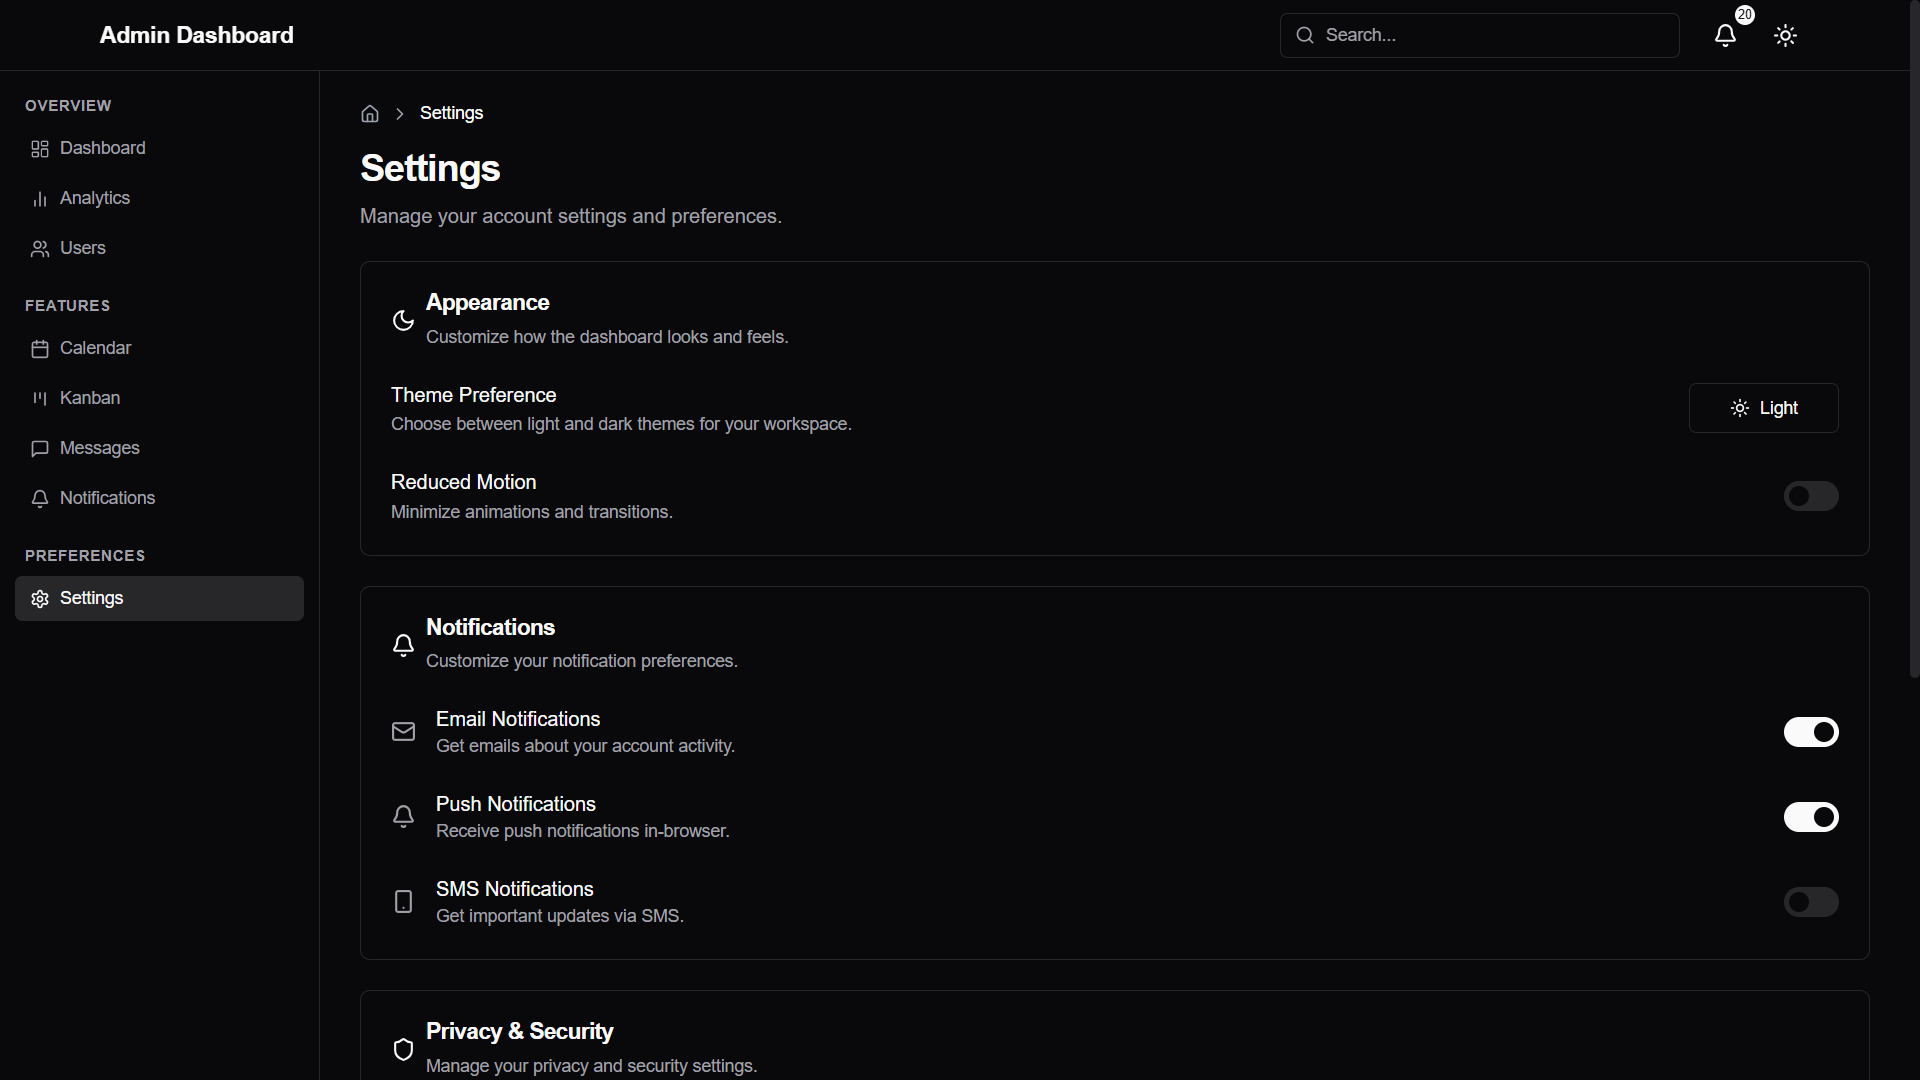 Admin Dashboard
Search...
20
OVERVIEW
Dashboard
Analytics
Users
FEATURES
Calendar
Kanban
Messages
Notifications
PREFERENCES
Settings
Settings
Settings
Manage your account settings and preferences.
Appearance
Customize how the dashboard looks and feels.
Theme Preference
Choose between light and dark themes for your workspace.
Light
Reduced Motion
Minimize animations and transitions.
Notifications
Customize your notification preferences.
Email Notifications
Get emails about your account activity.
Push Notifications
Receive push notifications in-browser.
SMS Notifications
Get important updates via SMS.
Privacy & Security
Manage your privacy and security settings.